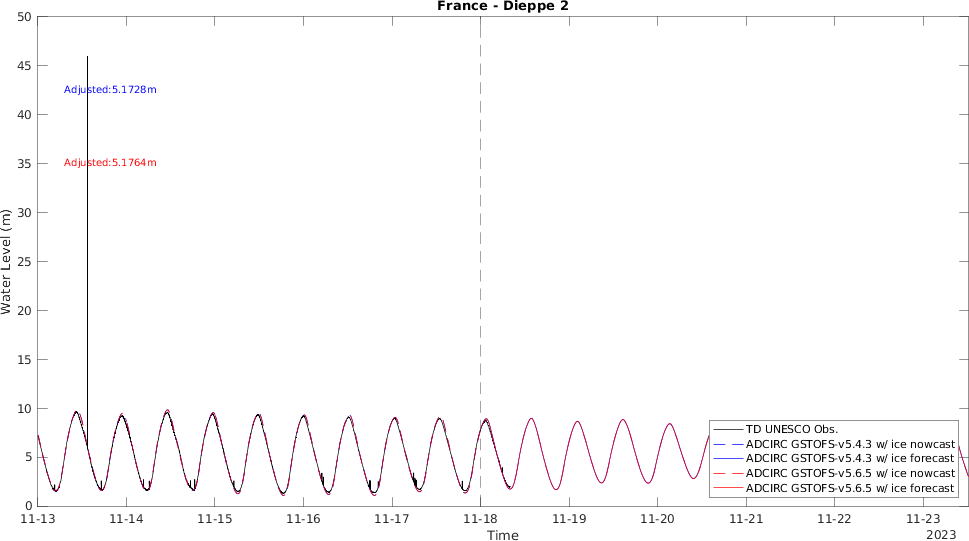 France - Dieppe 2
50
45
40
35
30
25
20
15
10
5
0
Water Level (m)
Adjusted:5.1728m
Adjusted:5.1764m
TD UNESCO Obs.
ADCIRC GSTOFS-v5.4.3 w/ ice nowcast
ADCIRC GSTOFS-v5.4.3 w/ ice forecast
ADCIRC GSTOFS-v5.6.5 w/ ice nowcast
ADCIRC GSTOFS-v5.6.5 w/ ice forecast
11-13 11-14 11-15 11-16 11-17 11-18 11-19 11-20 11-21 11-22 11-23
Time
2023